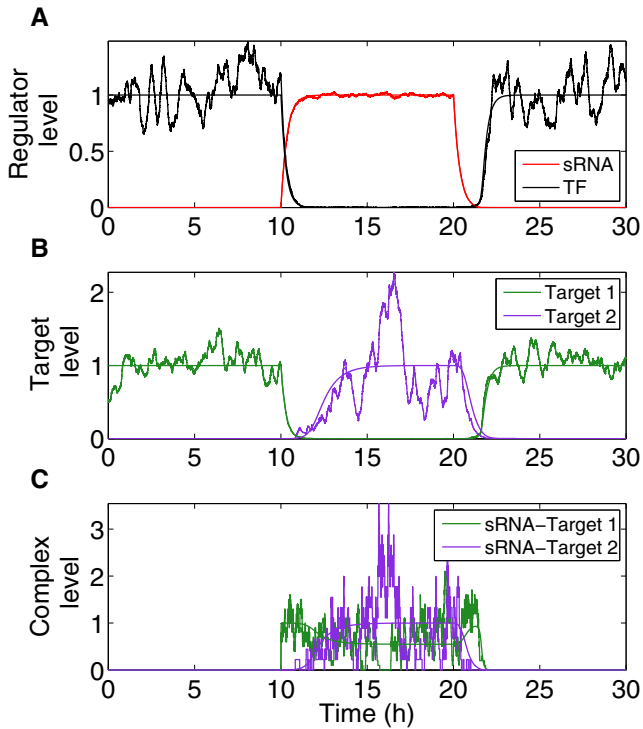 A
Regulator
level
1
0.5
0
0 5 10 15 20 25 30
sRNA
TF
B
Target
level
2
1
0
0 5 10 15 20 25 30
Target 1
Target 2
C
Complex
level
3
2
1
0
0 5 10 15 20 25 30
sRNA−Target 1
sRNA−Target 2
Time (h)